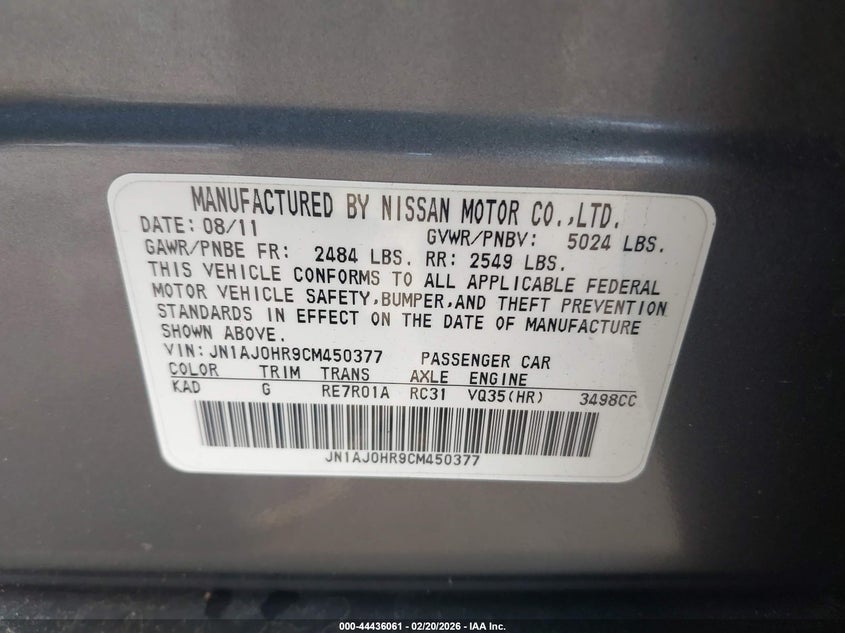 MANUFACTURED BY NISSAN MOTOR CO.,LTD.
DATE: 08/11 GVWR/PNBV: 5024 LBS.
GAWR/PNBE FR: 2484 LBS. RR: 2549 LBS.
THIS VEHICLE CONFORMS TO ALL APPLICABLE FEDERAL
MOTOR VEHICLE SAFETY,BUMPER,AND THEFT PREVENTION
STANDARDS IN EFFECT ON THE DATE OF MANUFACTURE
SHOWN ABOVE.
VIN: JN1AJ0HR9CM450377 PASSENGER CAR
COLOR TRIM TRANS AXLE ENGINE
KAD G RE7R01A RC31 VQ35(HR) 3498CC
JN1AJ0HR9CM450377
000-44436061 - 02/20/2026 - IAA Inc.